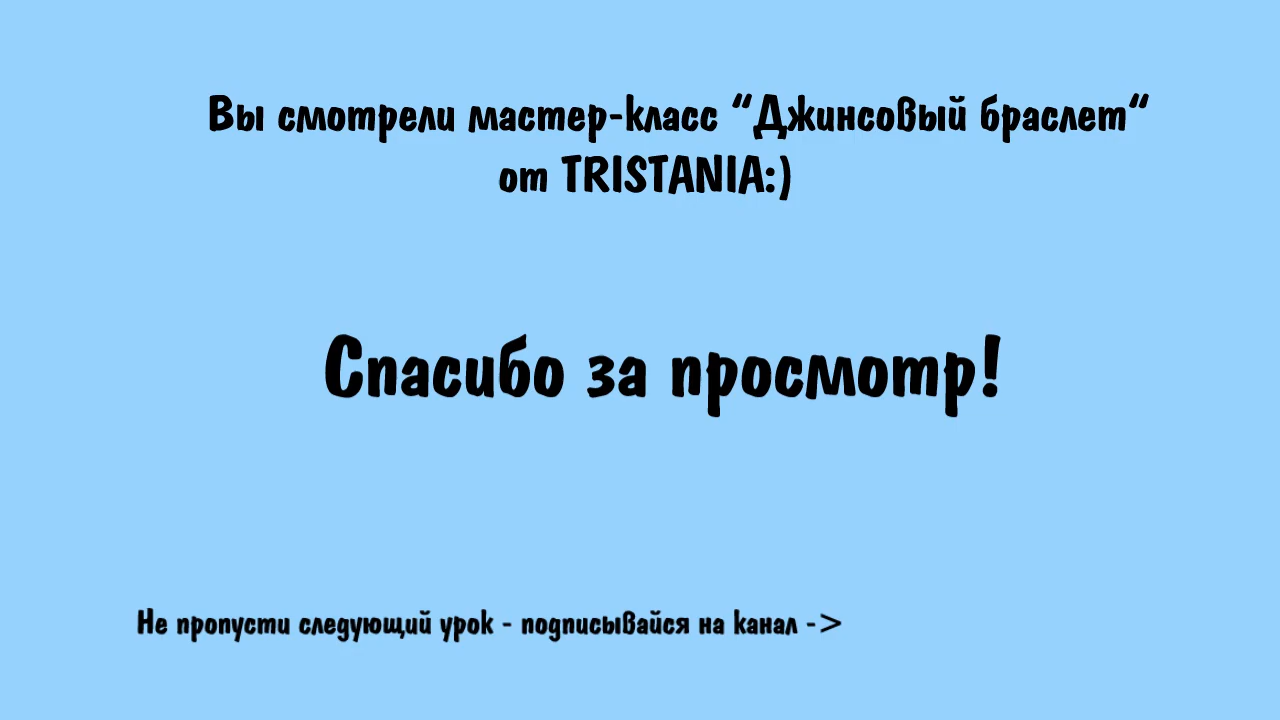 Вы смотрели мастер-класс “Джинсовый браслет“
от TRISTANIA:)
Спасибо за просмотр!
Не пропусти следующий урок - подписывайся на канал ->